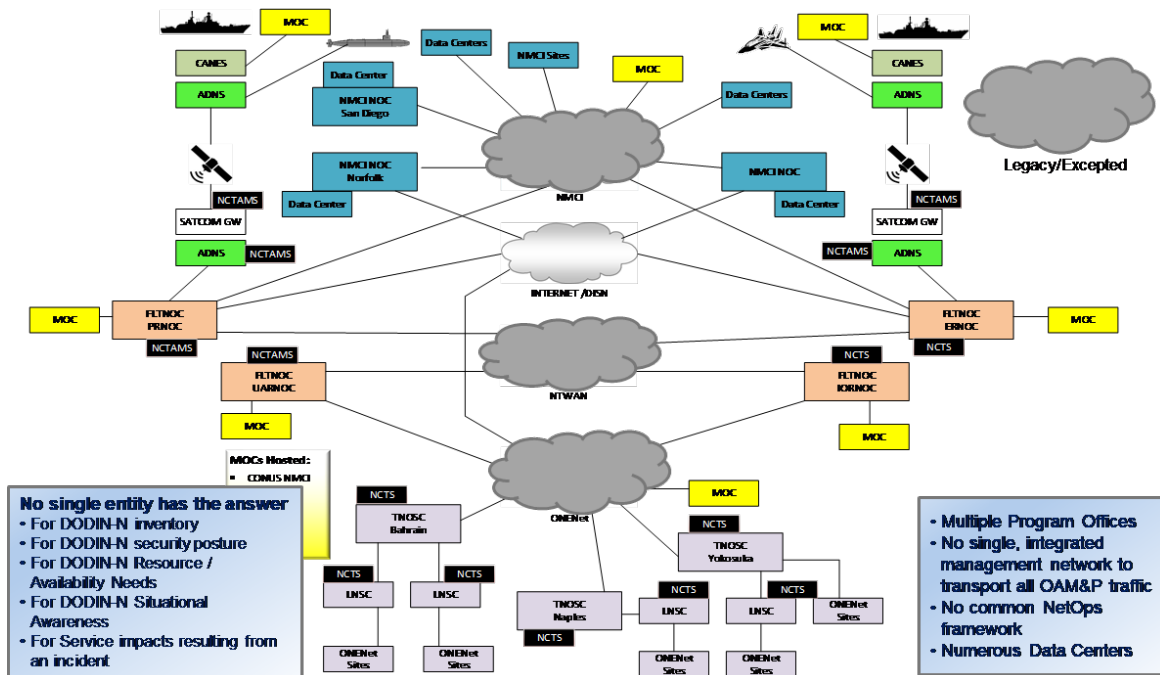 MOC
CANES
ADNS
NCTAMS
SATCOM GW
ADNS
NCTAMS
MOC
FLTNOC
PRNOC
NCTAMS
NCTAMS
FLTNOC
UARNOC
MOC
Data Centers
NMCI Sites
MOC
Data Center
NMCI NOC
San Diego
Data Centers
NMCI NOC
Norfolk
Data Center
NMCI
NMCI NOC
Data Center
INTERNET /DISN
NTWAN
MOC
CANES
ADNS
Legacy/Excepted
NCTAMS
SATCOM GW
NCTAMS
ADNS
FLTNOC
ERNOC
MOC
NCTS
NCTS
FLTNOC
IORNOC
MOC
MOCs Hosted:
▪ CONUS NMCI
No single entity has the answer
• For DODIN-N inventory
• For DODIN-N security posture
• For DODIN-N Resource /
Availability Needs
• For DODIN-N Situational
Awareness
• For Service impacts resulting from
an incident
ONENet
MOC
NCTS
TNOSC
Bahrain
NCTS
LNSC
NCTS
LNSC
ONENet
Sites
ONENet
Sites
NCTS
TNOSC
Yokosuka
TNOSC
Naples
NCTS
NCTS
LNSC
NCTS
LNSC
ONENet
Sites
ONENet
Sites
ONENet
Sites
• Multiple Program Offices
• No single, integrated
management network to
transport all OAM&P traffic
• No common NetOps
framework
• Numerous Data Centers